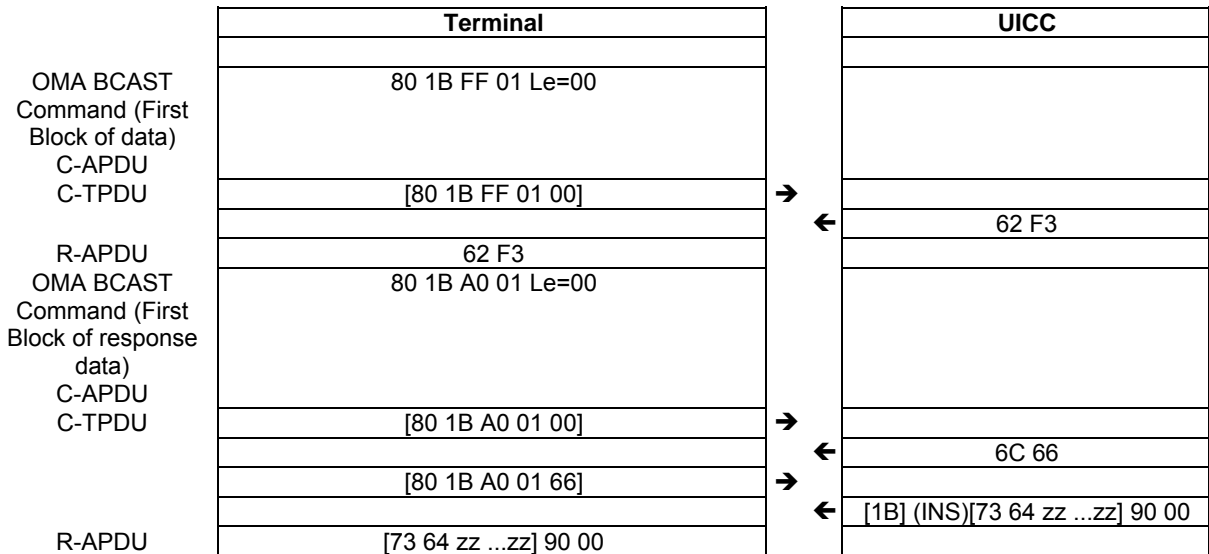 Terminal UICC
OMA BCAST 80 1B FF 01 Le=00
Command (First
Block of data)
C-APDU
C-TPDU [80 1B FF 01 00] ➔
🡰 62 F3
R-APDU 62 F3
OMA BCAST 80 1B A0 01 Le=00
Command (First
Block of response
data)
C-APDU
C-TPDU [80 1B A0 01 00] ➔
🡰 6C 66
[80 1B A0 01 66] ➔
🡰 [1B] (INS)[73 64 zz ...zz] 90 00
R-APDU [73 64 zz ...zz] 90 00